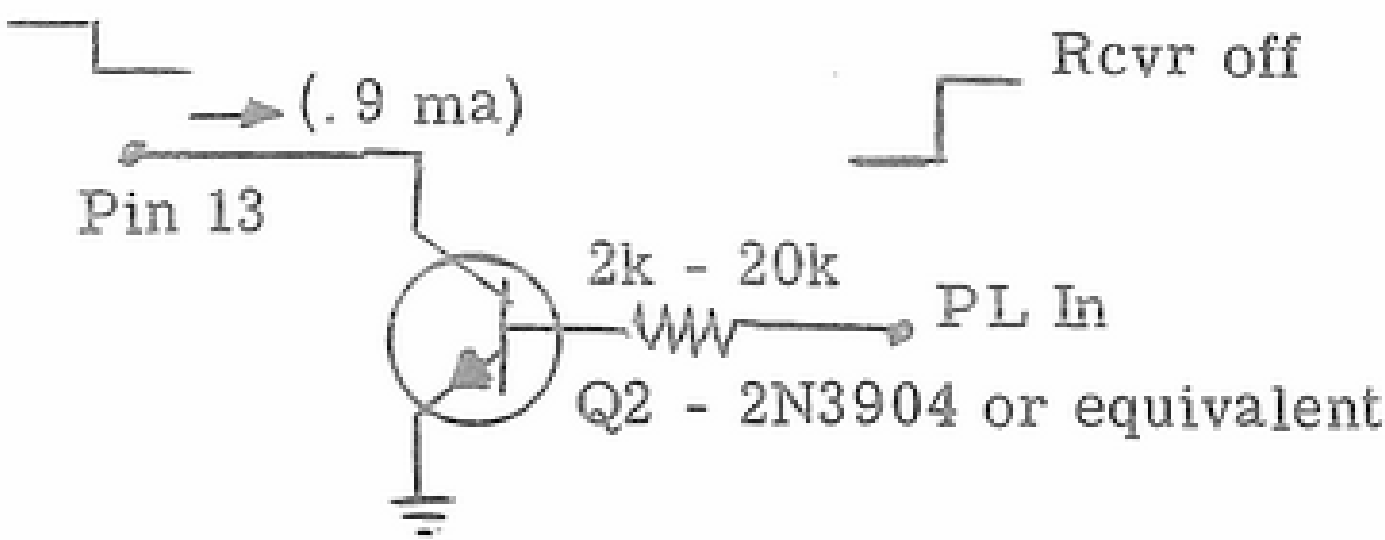 Rcvr off
(.9 ma)
Pin 13
2k - 20k
PL In
Q2 - 2N3904 or equivalent